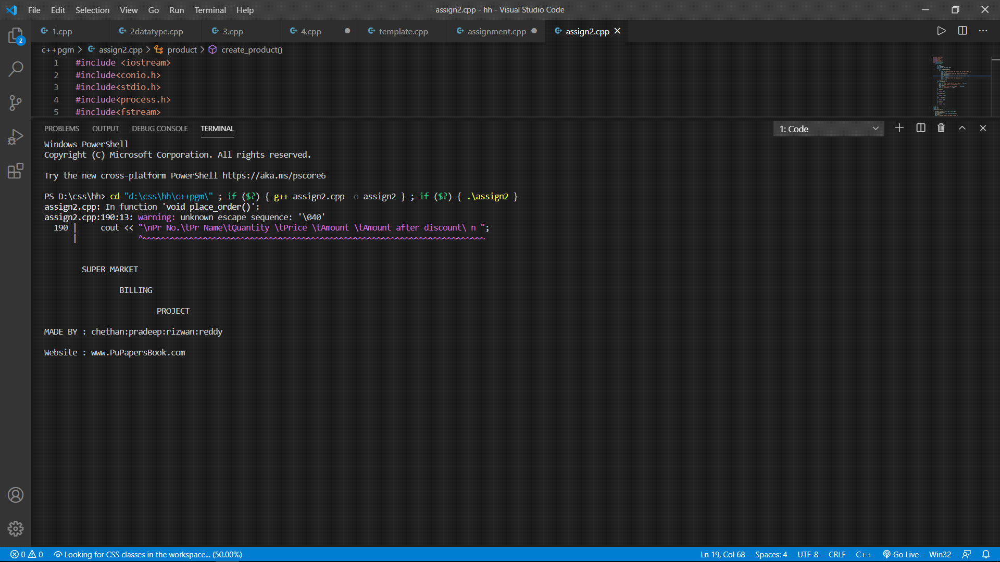 File Edit Selection View Go Run Terminal Help
assign2.cpp - hh - Visual Studio Code
2
1.cpp
2datatype.cpp
3.cpp
4.cpp
template.cpp
assignment.cpp
assign2.cpp
c++pgm > assign2.cpp > product > create_product()
1 #include <iostream>
2 #include<conio.h>
3 #include<stdio.h>
4 #include<process.h>
5 #include<fstream>
PROBLEMS OUTPUT DEBUG CONSOLE TERMINAL
1: Code
Windows PowerShell
Copyright (C) Microsoft Corporation. All rights reserved.
Try the new cross-platform PowerShell https://aka.ms/pscore6
PS D:\css\hh> cd "d:\css\hh\c++pgm\" ; if ($?) { g++ assign2.cpp -o assign2 } ; if ($?) { .\assign2 }
assign2.cpp: In function 'void place_order()':
assign2.cpp:190:13: warning: unknown escape sequence: '\040'
190 |     cout << "\nPr No.\tPr Name\tQuantity \tPrice \tAmount \tAmount after discount\ n ";
|             ^~~~~~~~~~~~~~~~~~~~~~~~~~~~~~~~~~~~~~~~~~~~~~~~~~~~~~~~~~~~~~~~~~~~~~~~~~
SUPER MARKET
BILLING
PROJECT
MADE BY : chethan:pradeep:rizwan:reddy
Website : www.PuPapersBook.com
0 0 Looking for CSS classes in the workspace... (50.00%)
Ln 19, Col 68 Spaces: 4 UTF-8 CRLF C++ Go Live Win32